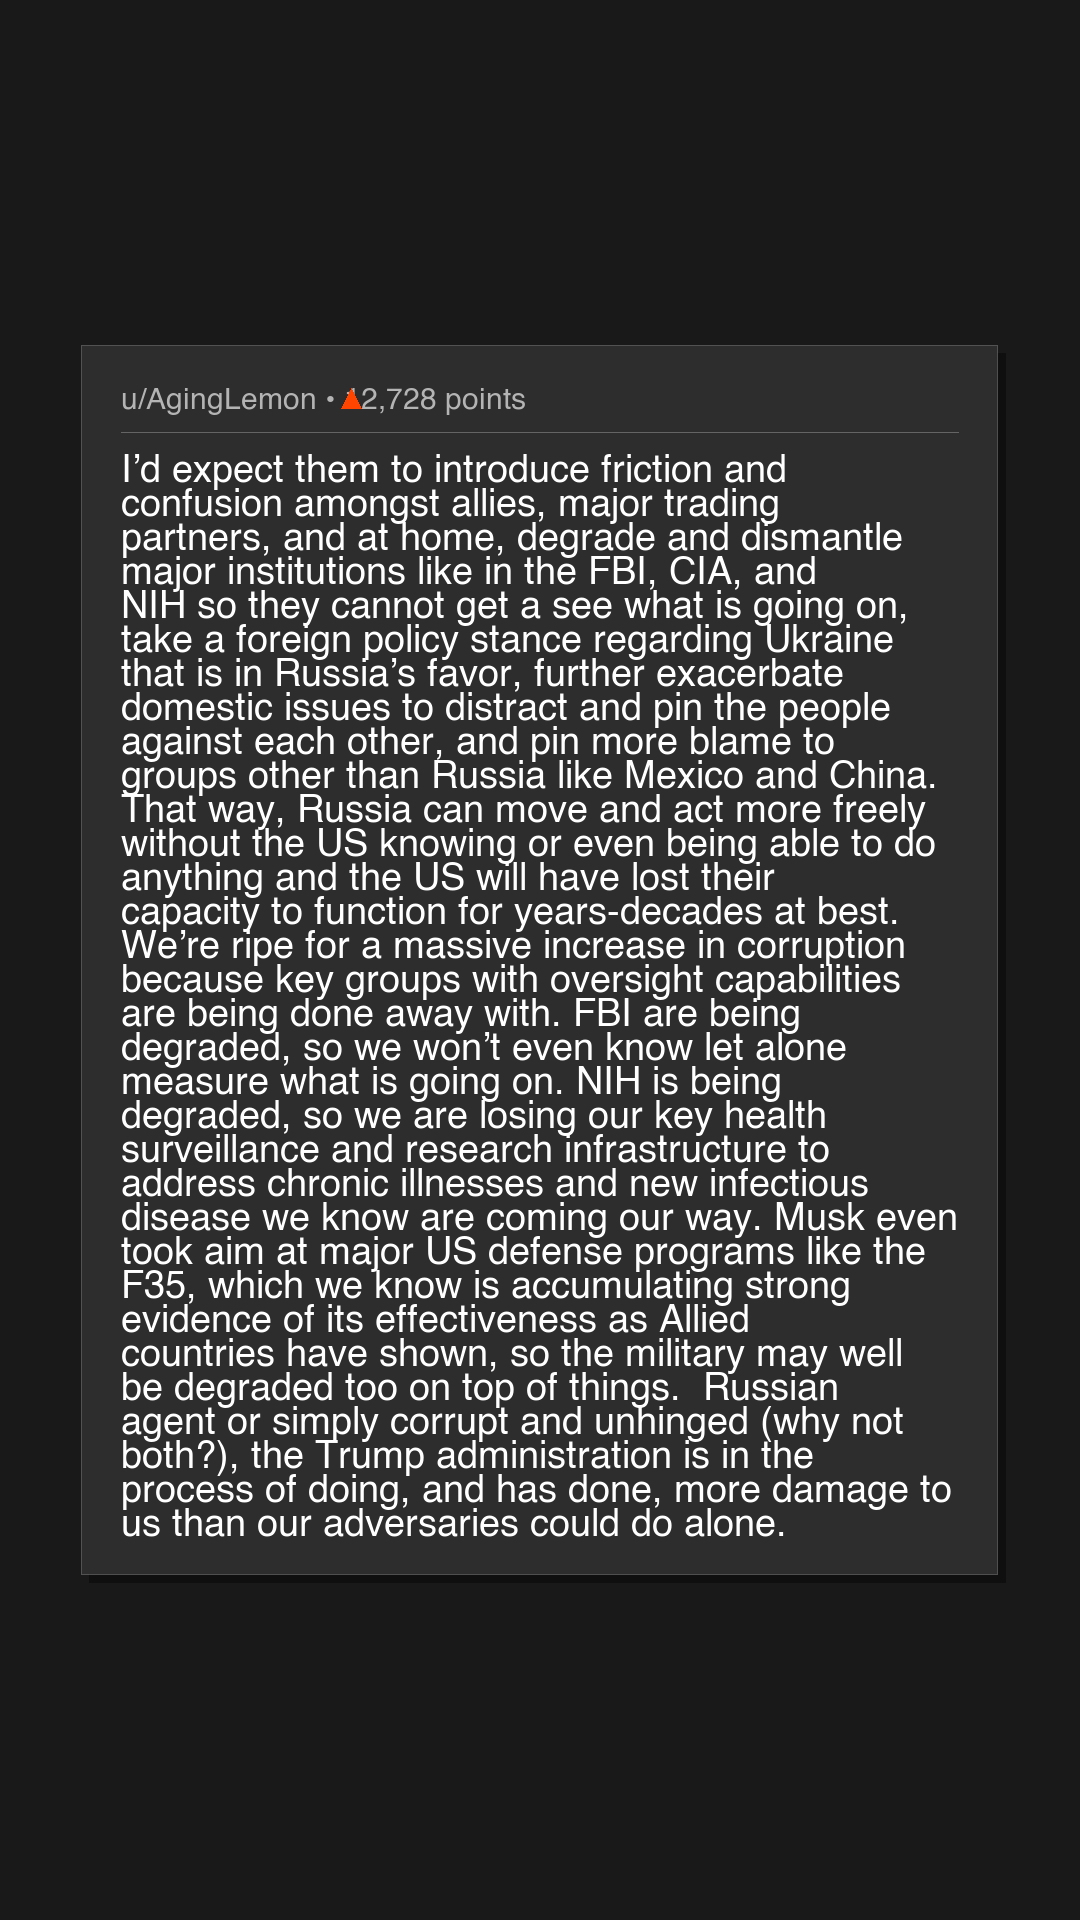 u/AgingLemon • 12,728 points
I’d expect them to introduce friction and
confusion amongst allies, major trading
partners, and at home, degrade and dismantle
major institutions like in the FBI, CIA, and
NIH so they cannot get a see what is going on,
take a foreign policy stance regarding Ukraine
that is in Russia’s favor, further exacerbate
domestic issues to distract and pin the people
against each other, and pin more blame to
groups other than Russia like Mexico and China.
That way, Russia can move and act more freely
without the US knowing or even being able to do
anything and the US will have lost their
capacity to function for years-decades at best.
We’re ripe for a massive increase in corruption
because key groups with oversight capabilities
are being done away with. FBI are being
degraded, so we won’t even know let alone
measure what is going on. NIH is being
degraded, so we are losing our key health
surveillance and research infrastructure to
address chronic illnesses and new infectious
disease we know are coming our way. Musk even
took aim at major US defense programs like the
F35, which we know is accumulating strong
evidence of its effectiveness as Allied
countries have shown, so the military may well
be degraded too on top of things.  Russian
agent or simply corrupt and unhinged (why not
both?), the Trump administration is in the
process of doing, and has done, more damage to
us than our adversaries could do alone.